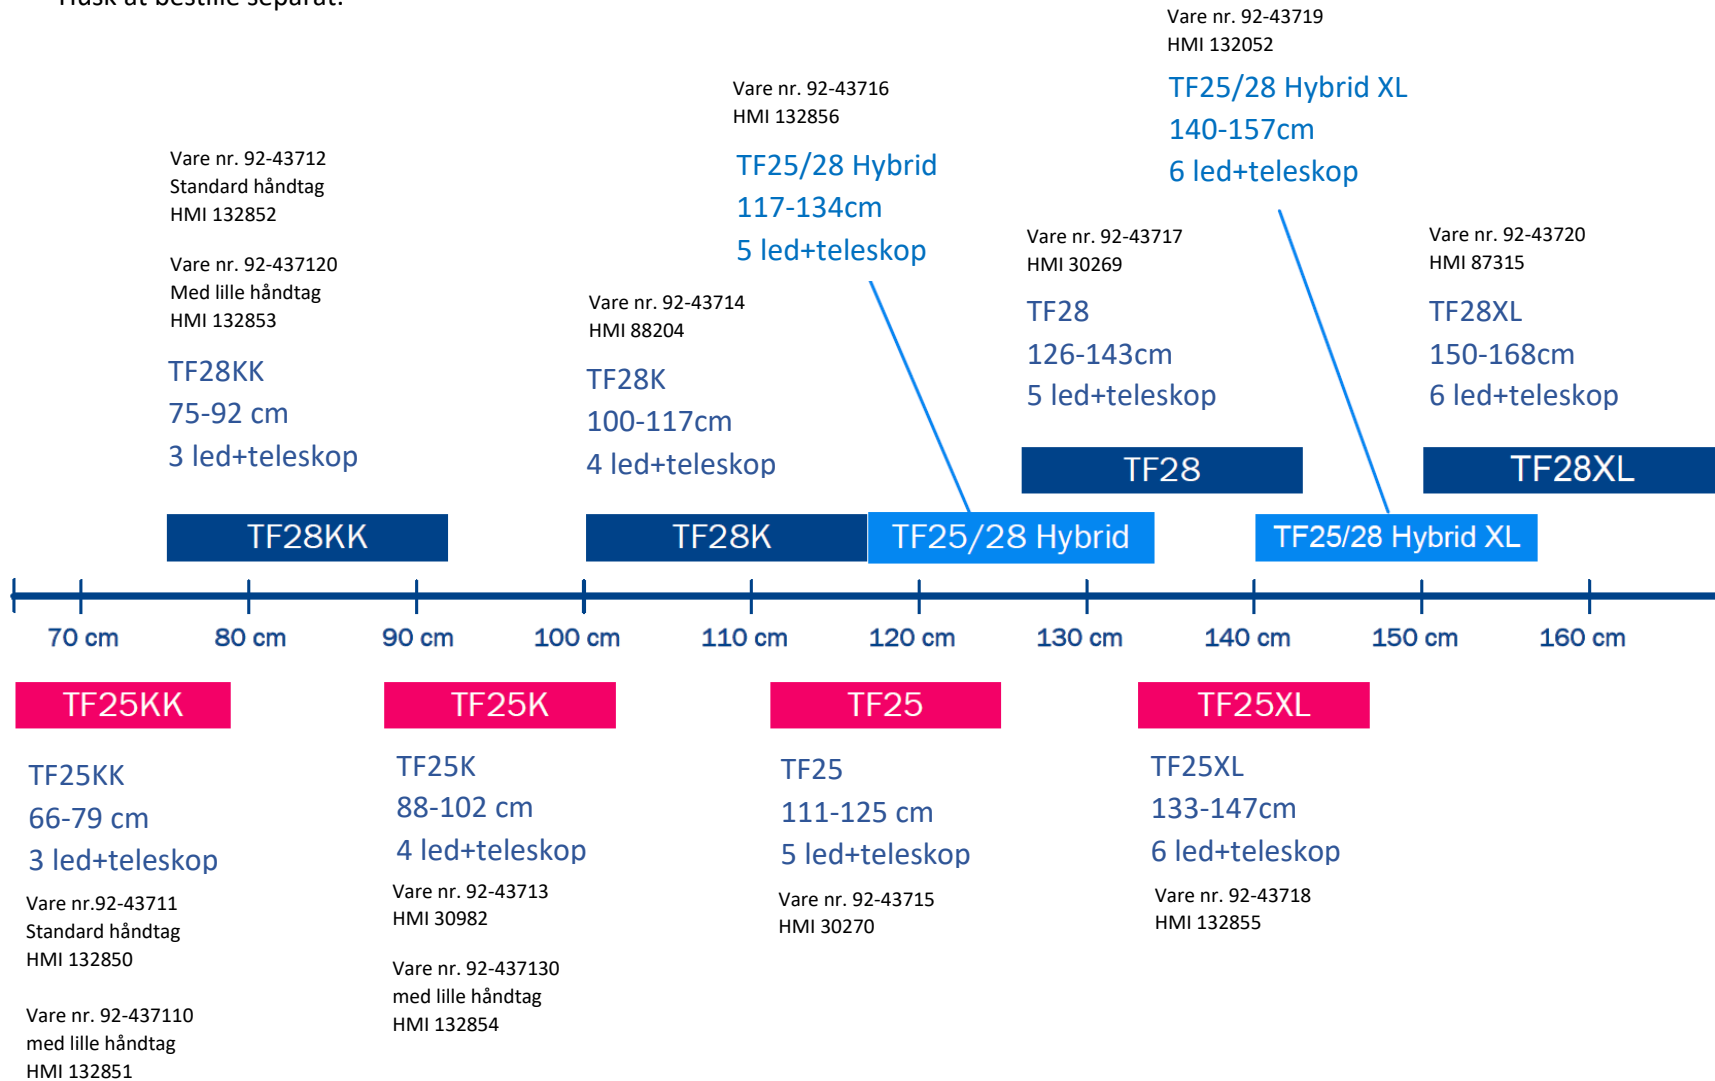 Husk at bestille separat.
Vare nr. 92-43719
HMI 132052
TF25/28 Hybrid XL
140-157cm
6 led+teleskop
Vare nr. 92-43716
HMI 132856
TF25/28 Hybrid
117-134cm
5 led+teleskop
Vare nr. 92-43712
Standard håndtag
HMI 132852
Vare nr. 92-437120
Med lille håndtag
HMI 132853
TF28KK
75-92 cm
3 led+teleskop
Vare nr. 92-43714
HMI 88204
TF28K
100-117cm
4 led+teleskop
Vare nr. 92-43717
HMI 30269
TF28
126-143cm
5 led+teleskop
Vare nr. 92-43720
HMI 87315
TF28XL
150-168cm
6 led+teleskop
TF28
TF28XL
TF28KK
TF28K
TF25/28 Hybrid
TF25/28 Hybrid XL
70 cm
80 cm
90 cm
100 cm
110 cm
120 cm
130 cm
140 cm
150 cm
160 cm
TF25KK
TF25K
TF25
TF25XL
TF25KK
66-79 cm
3 led+teleskop
Vare nr.92-43711
Standard håndtag
HMI 132850
Vare nr. 92-437110
med lille håndtag
HMI 132851
TF25K
88-102 cm
4 led+teleskop
Vare nr. 92-43713
HMI 30982
Vare nr. 92-437130
med lille håndtag
HMI 132854
TF25
111-125 cm
5 led+teleskop
Vare nr. 92-43715
HMI 30270
TF25XL
133-147cm
6 led+teleskop
Vare nr. 92-43718
HMI 132855